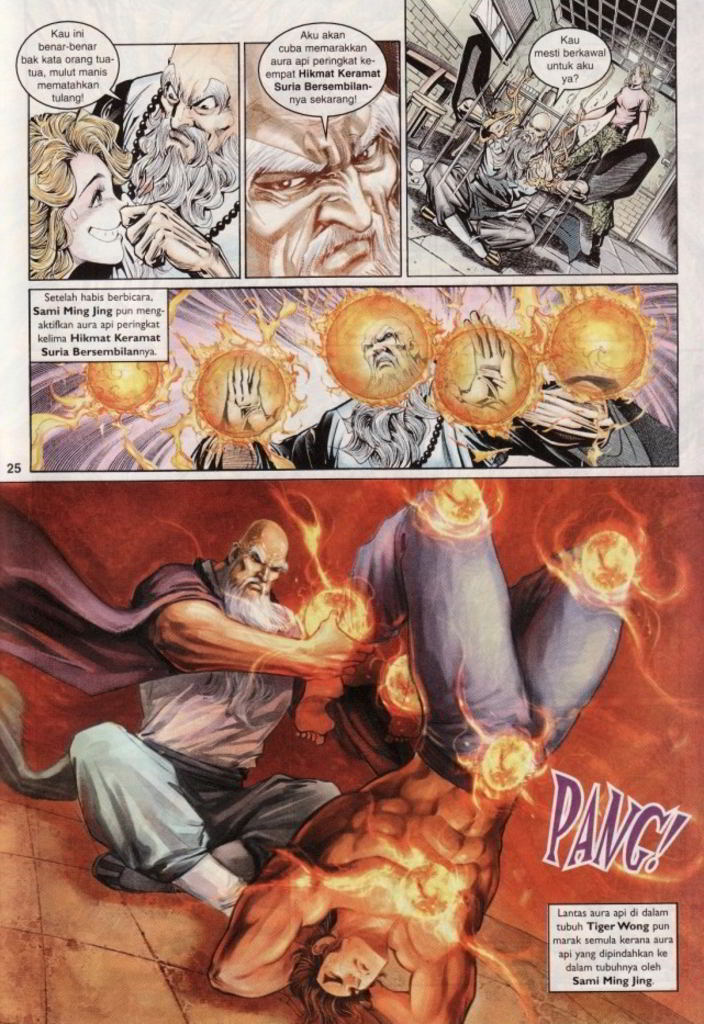 Kau ini
benar-benar
bak kata orang tua-
tua, mulut manis
mematahkan
tulang!
Aku akan
cuba memarakkan
aura api peringkat ke-
empat Hikmat Keramat
Suria Bersembilan-
nya sekarang!
Kau
mesti berkawal
untuk aku
ya?
Setelah habis berbicara,
Sami Ming Jing pun meng-
aktifkan aura api peringkat
kelima Hikmat Keramat
Suria Bersembilannya.
25
PANG!
Lantas aura api di dalam
tubuh Tiger Wong pun
marak semula kerana aura
api yang dipindahkan ke
dalam tubuhnya oleh
Sami Ming Jing.